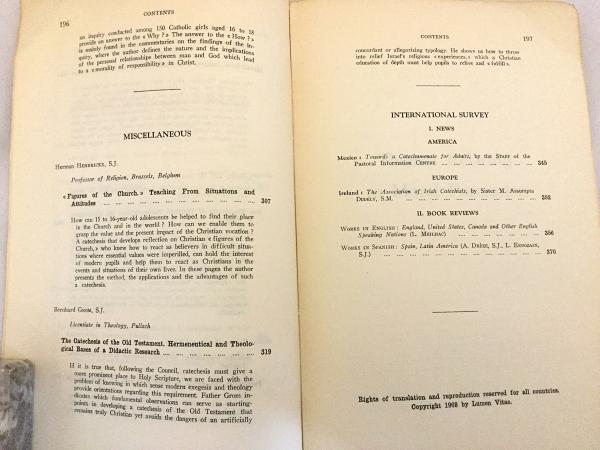 196
CONTENTS
an inquiry conducted among 150 Catholic girls aged 16 to 18
provide an answer to the « Why ? » The answer to the « How ? »
is mainly found in the commentaries on the findings of the in-
quiry, where the author defines the nature and the implications
of the personal relationships between man and God which lead
to a « morality of responsibility » in Christ.
MISCELLANEOUS
Herman HENDRICKX, S.J.
Professor of Religion, Brussels, Belgium
« Figures of the Church. » Teaching From Situations and
Attitudes ... 307
How can 15 to 16-year-old adolescents be helped to find their place
in the Church and in the world ? How can we enable them to
grasp the value and the present impact of the Christian vocation ?
A catechesis that develops reflection on Christian « figures of the
Church, » who knew how to react as believers in difficult situa-
tions where essential values were imperilled, can hold the interest
of modern pupils and help them to react as Christians in the
events and situations of their own lives. In these pages the author
presents the method, the applications and the advantages of such
a catechesis.
Bernhard GROM, S.J.
Licentiate in Theology, Pullach
The Catechesis of the Old Testament. Hermeneutical and Theolo-
gical Bases of a Didactic Research ... 319
If it is true that, following the Council, catechesis must give a
more prominent place to Holy Scripture, we are faced with the
problem of knowing in which sense modern exegesis and theology
provide orientations regarding this requirement. Father Grom in-
dicates which fundamental observations can serve as starting-
points in developing a catechesis of the Old Testament that
remains truly Christian yet avoids the dangers of an artificially
CONTENTS
197
concordant or allegorizing typology. He shows us how to throw
into relief Israel's religious « experiences, » which a Christian
education of depth must help pupils to relive and « fulfill ».
INTERNATIONAL SURVEY
I. NEWS
AMERICA
Mexico : Towards a Catechumenate for Adults, by the STAFF of the
Pastoral Information CENTRE ... 345
EUROPE
Ireland : The Association of Irish Catechists, by Sister M.
S.M. ... 352
II. BOOK REVIEWS
WORKS IN ENGLISH : England, United States, Canada and Other English
Speaking Nations (L. MEILHAC) ... 356
WORKS IN SPANISH : Spain, Latin America (A. S.J., L.
S.J.) ... 370
Rights of translation and reproduction reserved for all countries.
Copyright 1968 by Lumen Vitae.